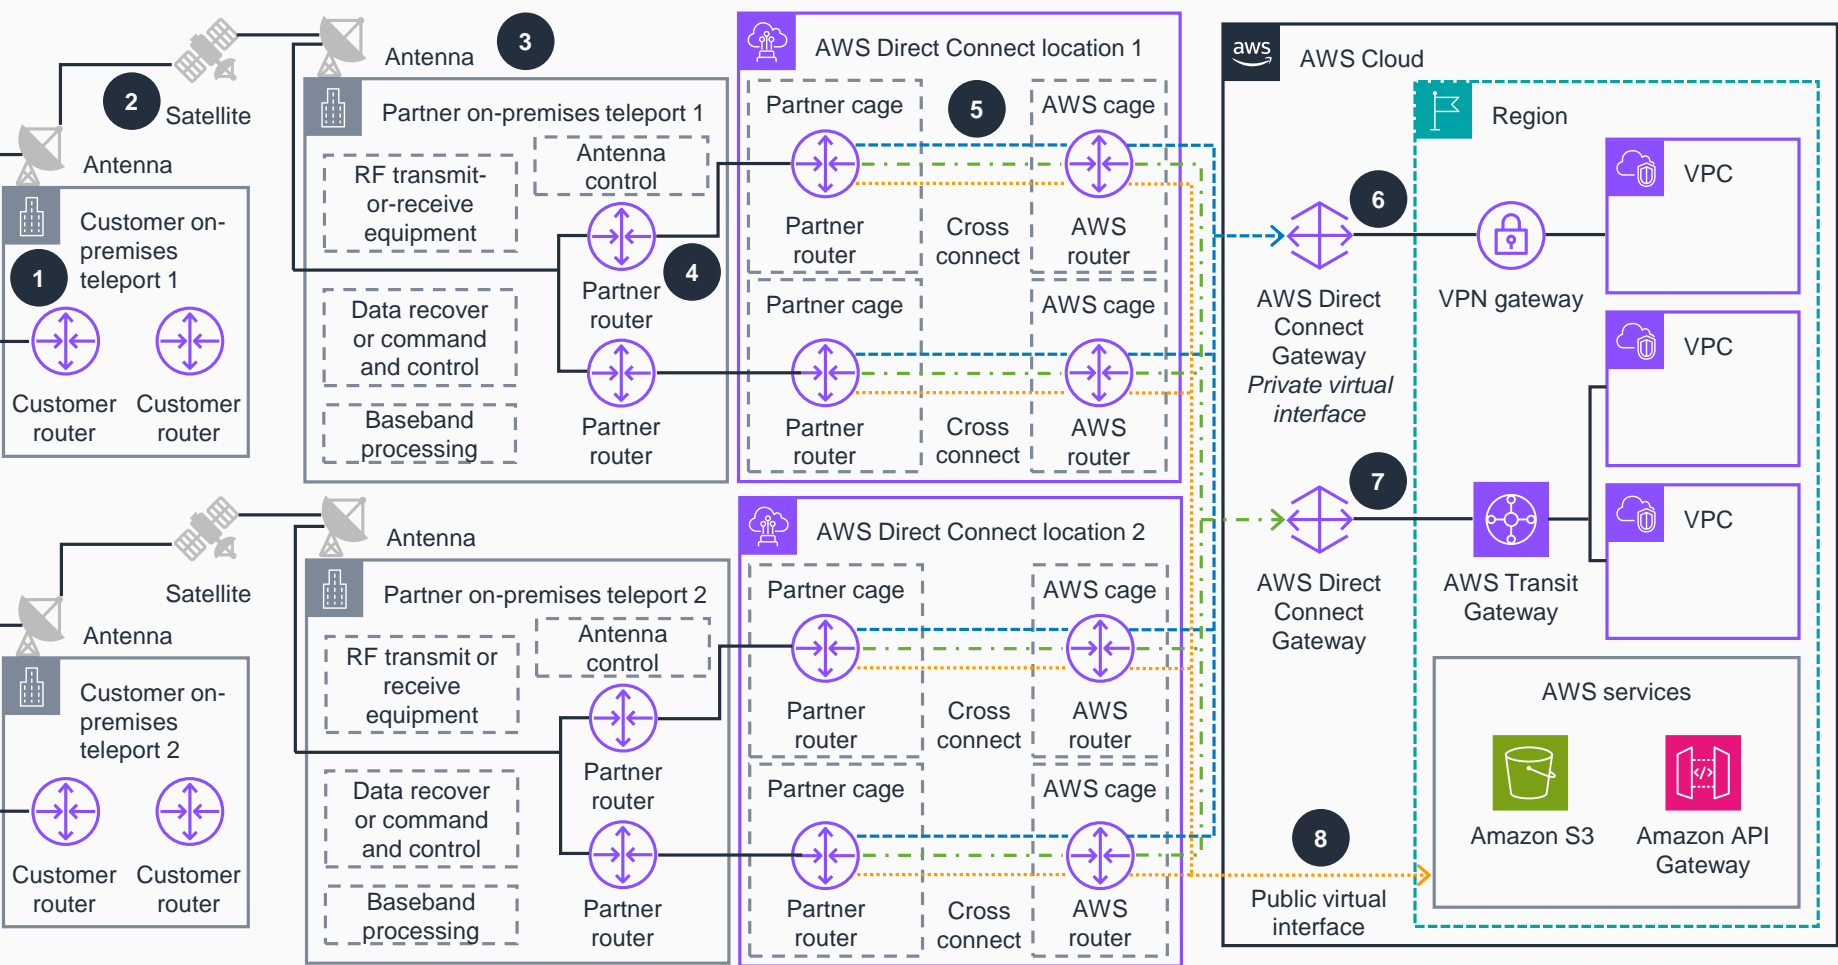 2
Satellite
Antenna
3
Antenna
Customer on-
premises
teleport 1
1
Customer
router
Customer
router
Partner on-premises teleport 1
RF transmit-
or-receive
equipment
Antenna
control
4
Partner
router
Data recover
or command
and control
Baseband
processing
Partner
router
AWS Direct Connect location 1
Partner cage
5
AWS cage
Partner
router
Cross
connect
AWS
router
Partner cage
AWS cage
Partner
router
Cross
connect
AWS
router
Satellite
Antenna
Antenna
Customer on-
premises
teleport 2
Customer
router
Customer
router
Partner on-premises teleport 2
RF transmit or
receive
equipment
Antenna
control
Partner
router
Data recover
or command
and control
Baseband
processing
Partner
router
AWS Direct Connect location 2
Partner cage
AWS cage
Partner
router
Cross
connect
AWS
router
Partner cage
AWS cage
Partner
router
Cross
connect
AWS
router
aws
AWS Cloud
Region
6
AWS Direct
Connect
Gateway
Private virtual
interface
VPN gateway
VPC
VPC
VPC
7
AWS Direct
Connect
Gateway
AWS Transit
Gateway
AWS services
Amazon S3
Amazon API
Gateway
8
Public virtual
interface